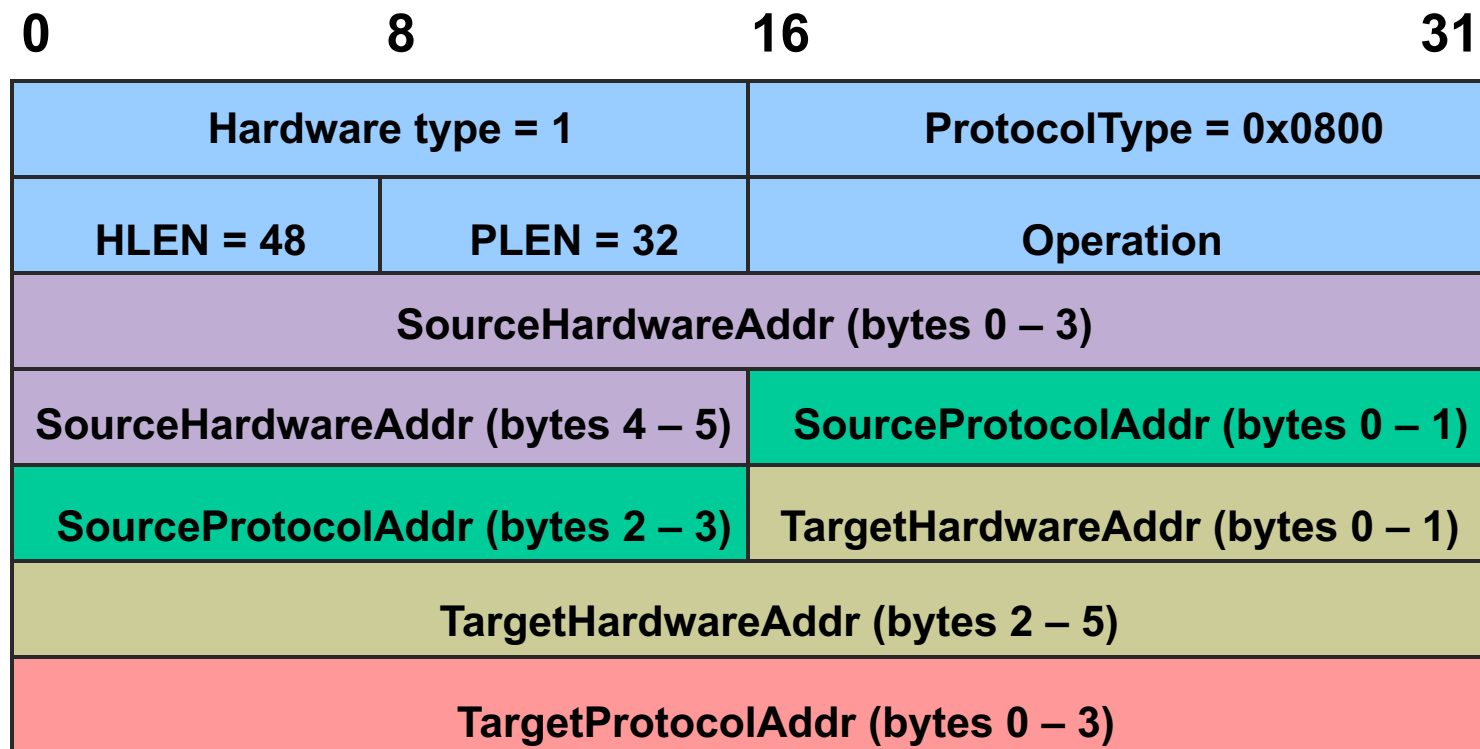 0 8 16 31
Hardware type = 1 ProtocolType = 0x0800
HLEN = 48 PLEN = 32 Operation
SourceHardwareAddr (bytes 0 – 3)
SourceHardwareAddr (bytes 4 – 5) SourceProtocolAddr (bytes 0 – 1)
SourceProtocolAddr (bytes 2 – 3) TargetHardwareAddr (bytes 0 – 1)
TargetHardwareAddr (bytes 2 – 5)
TargetProtocolAddr (bytes 0 – 3)